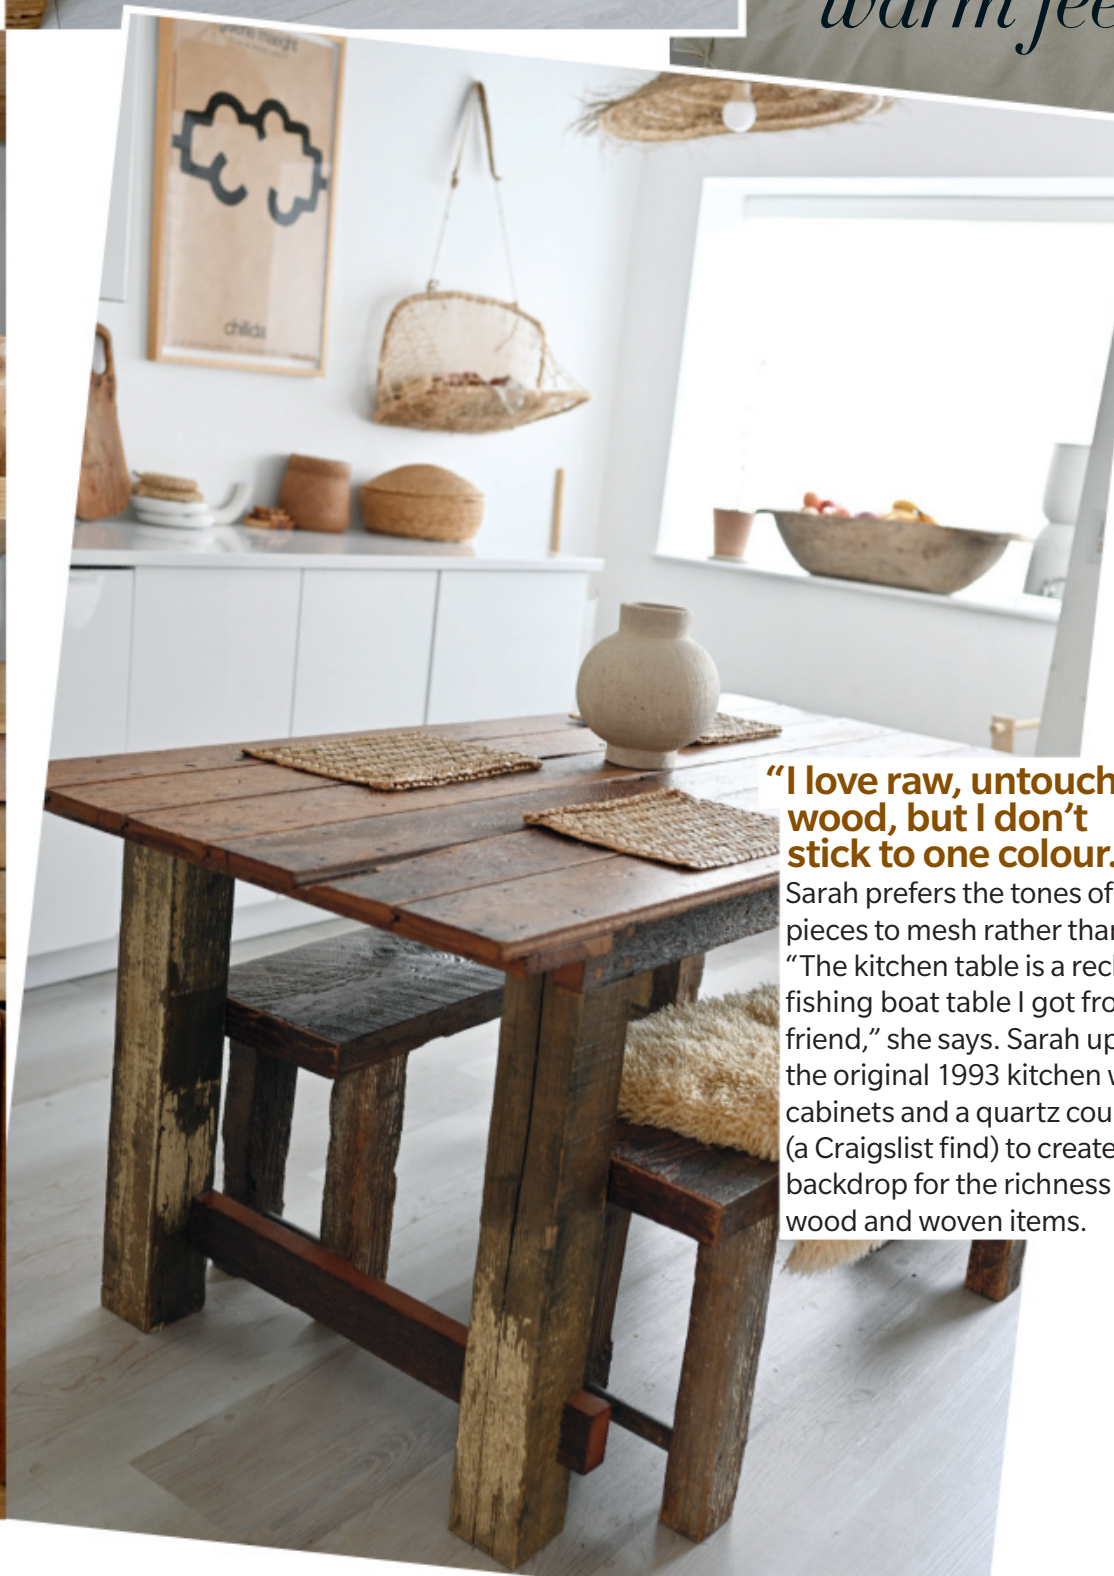 warm fee
chillida
“I love raw, untouch
wood, but I don’t
stick to one colour.
Sarah prefers the tones of
pieces to mesh rather than
“The kitchen table is a recl
fishing boat table I got fro
friend,” she says. Sarah up
the original 1993 kitchen w
cabinets and a quartz cou
(a Craigslist find) to create
backdrop for the richness
wood and woven items.